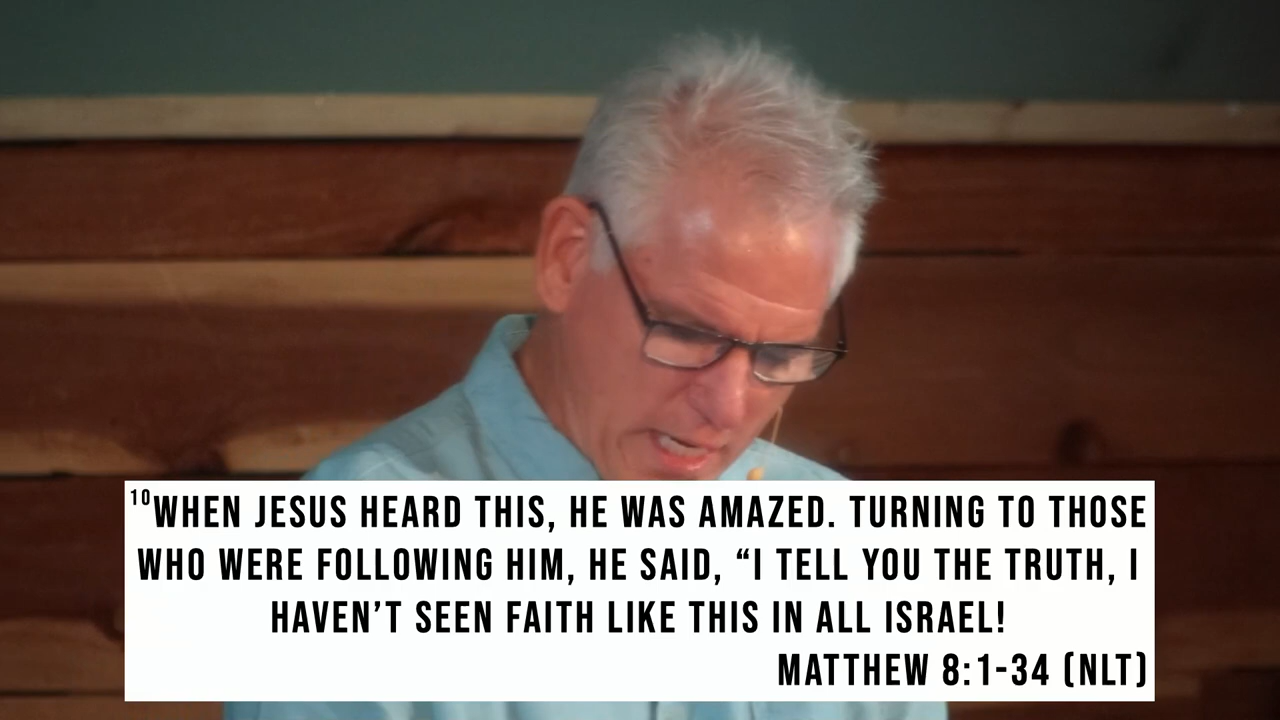 ¹⁰WHEN JESUS HEARD THIS, HE WAS AMAZED. TURNING TO THOSE
WHO WERE FOLLOWING HIM, HE SAID, “I TELL YOU THE TRUTH, I
HAVEN’T SEEN FAITH LIKE THIS IN ALL ISRAEL!
MATTHEW 8:1-34 (NLT)